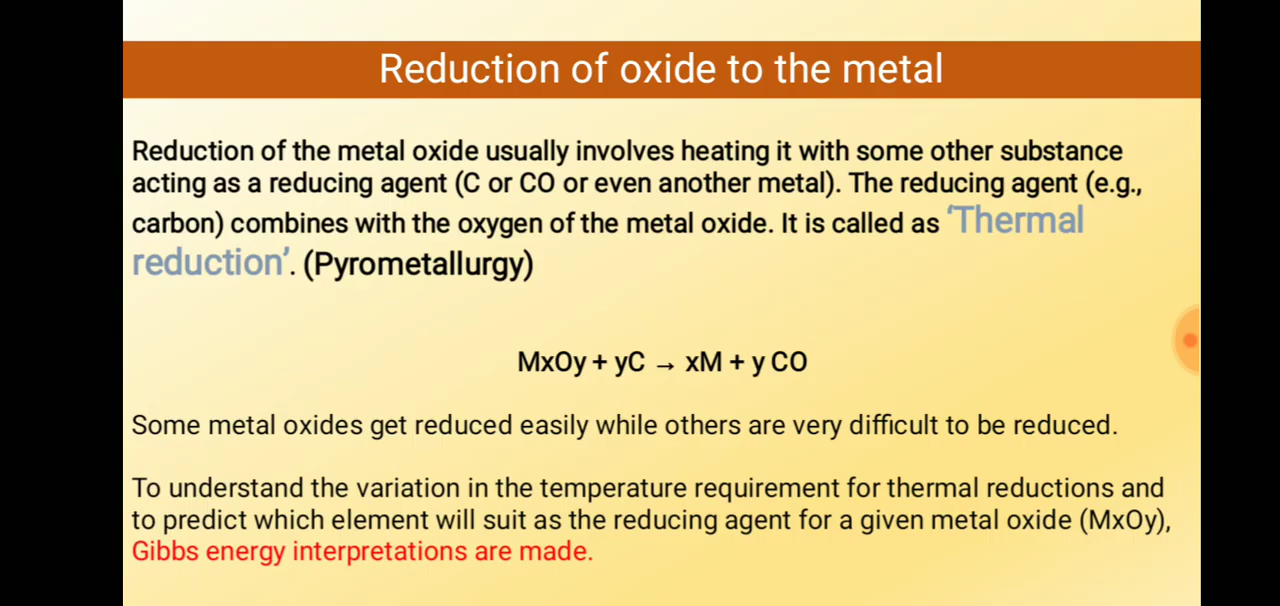 Reduction of oxide to the metal
Reduction of the metal oxide usually involves heating it with some other substance
acting as a reducing agent (C or CO or even another metal). The reducing agent (e.g.,
carbon) combines with the oxygen of the metal oxide. It is called as ‘Thermal
reduction’. (Pyrometallurgy)
MxOy + yC → xM + y CO
Some metal oxides get reduced easily while others are very difficult to be reduced.
To understand the variation in the temperature requirement for thermal reductions and
to predict which element will suit as the reducing agent for a given metal oxide (MxOy),
Gibbs energy interpretations are made.